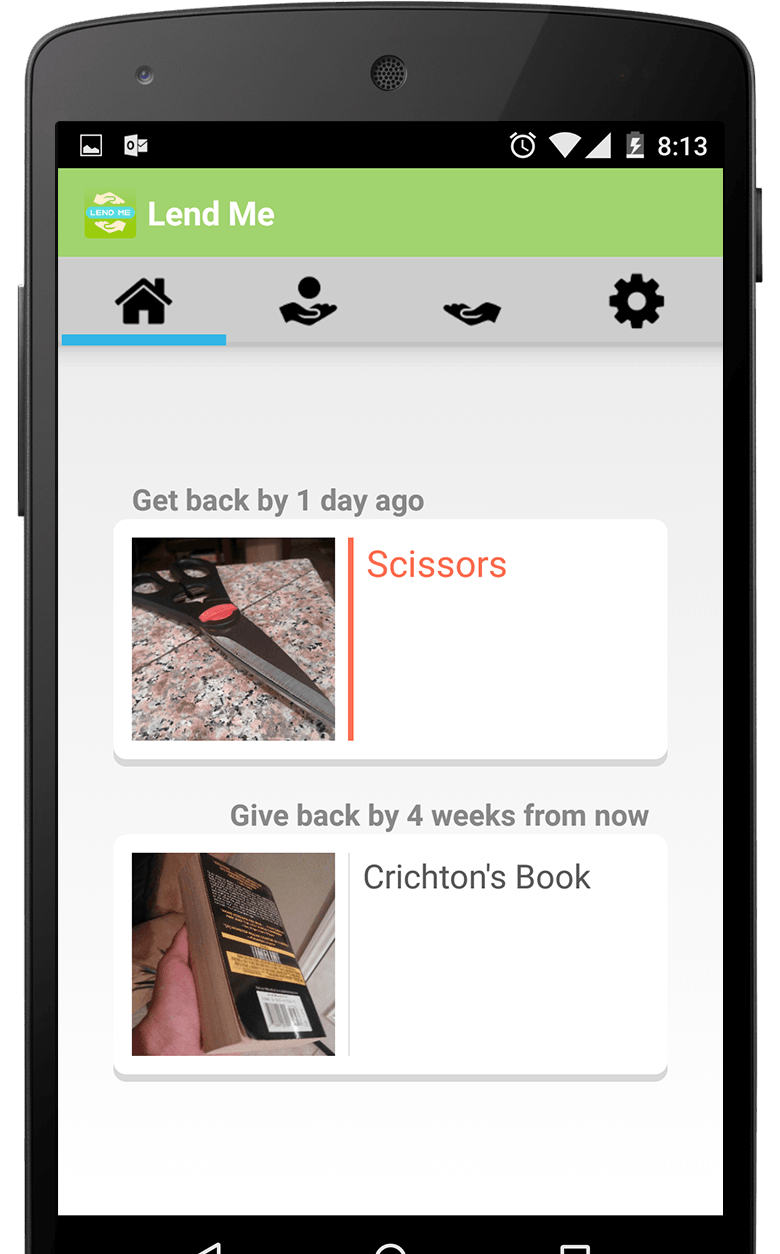 8:13
LEND ME
Lend Me
Get back by 1 day ago
Scissors
Give back by 4 weeks from now
Crichton's Book